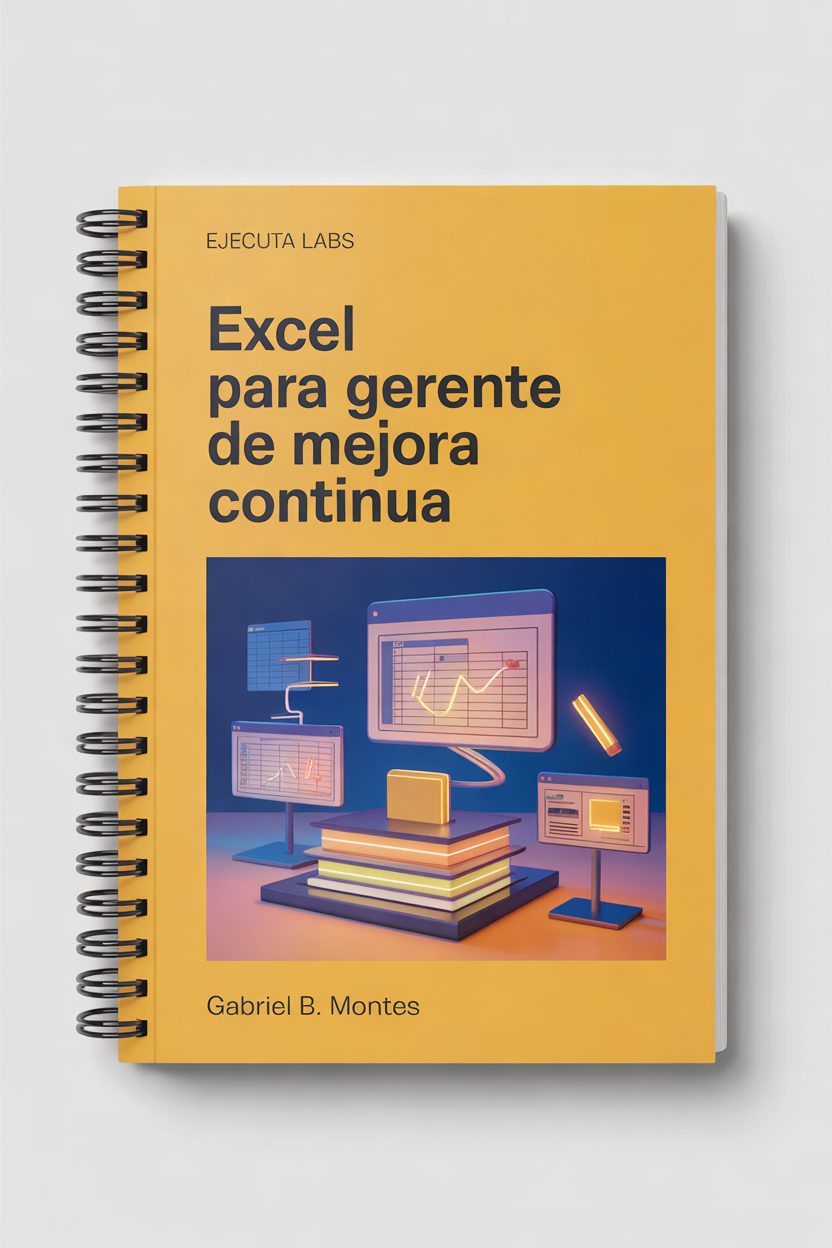 EJECUTA LABS
Excel
para gerente
de mejora
continua
Gabriel B. Montes